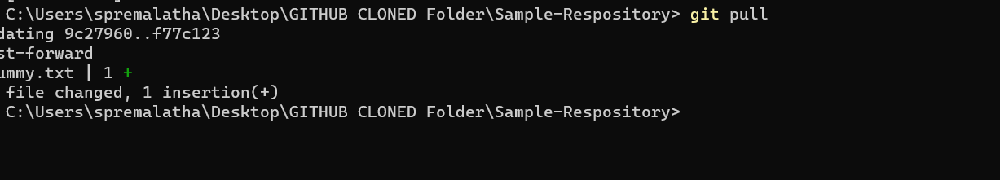 C:\Users\spremalatha\Desktop\GITHUB CLONED Folder\Sample-Respository> git pull
dating 9c27960..f77c123
st-forward
ummy.txt | 1 +
file changed, 1 insertion(+)
C:\Users\spremalatha\Desktop\GITHUB CLONED Folder\Sample-Respository>